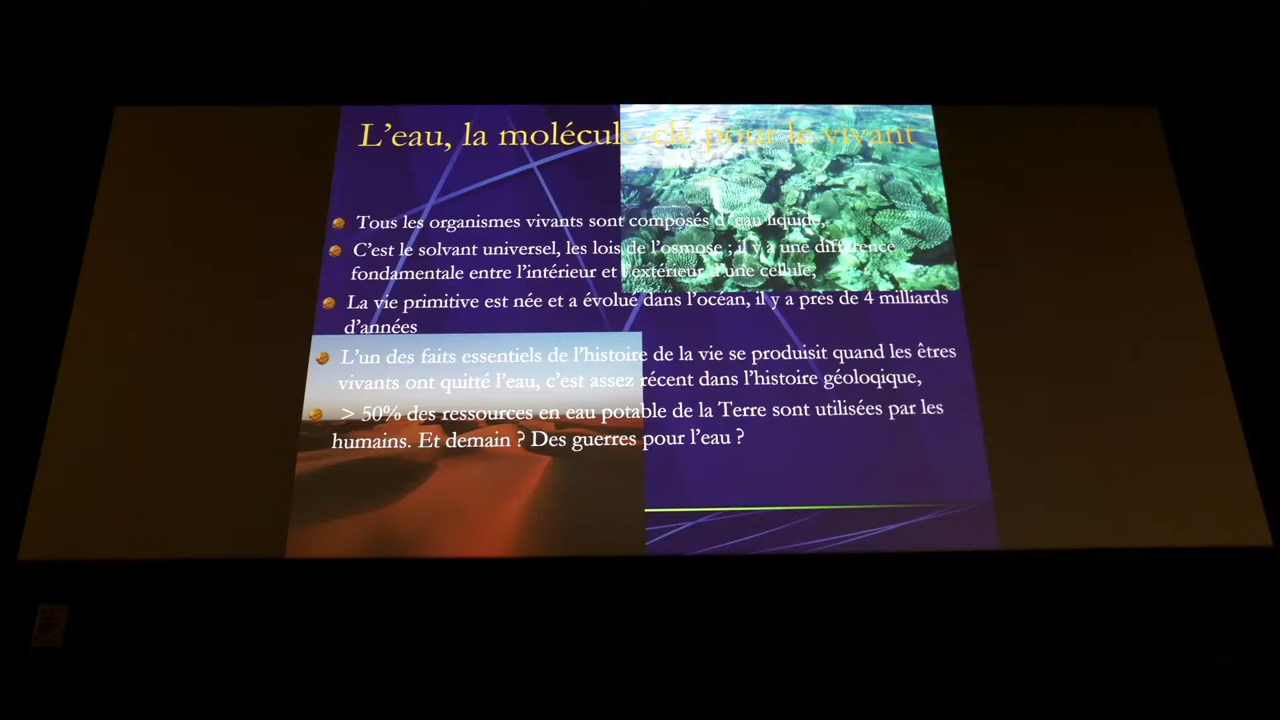 L'eau, la molécule clé pour le vivant
Tous les organismes vivants sont composés d'eau liquide,
C'est le solvant universel, les lois de l'osmose ; il y a une différence
fondamentale entre l'intérieur et l'extérieur d'une cellule,
La vie primitive est née et a évolué dans l'océan, il y a près de 4 milliards
d'années
L'un des faits essentiels de l'histoire de la vie se produisit quand les êtres
vivants ont quitté l'eau, c'est assez récent dans l'histoire géoloqique,
> 50% des ressources en eau potable de la Terre sont utilisées par les
humains. Et demain ? Des guerres pour l'eau ?